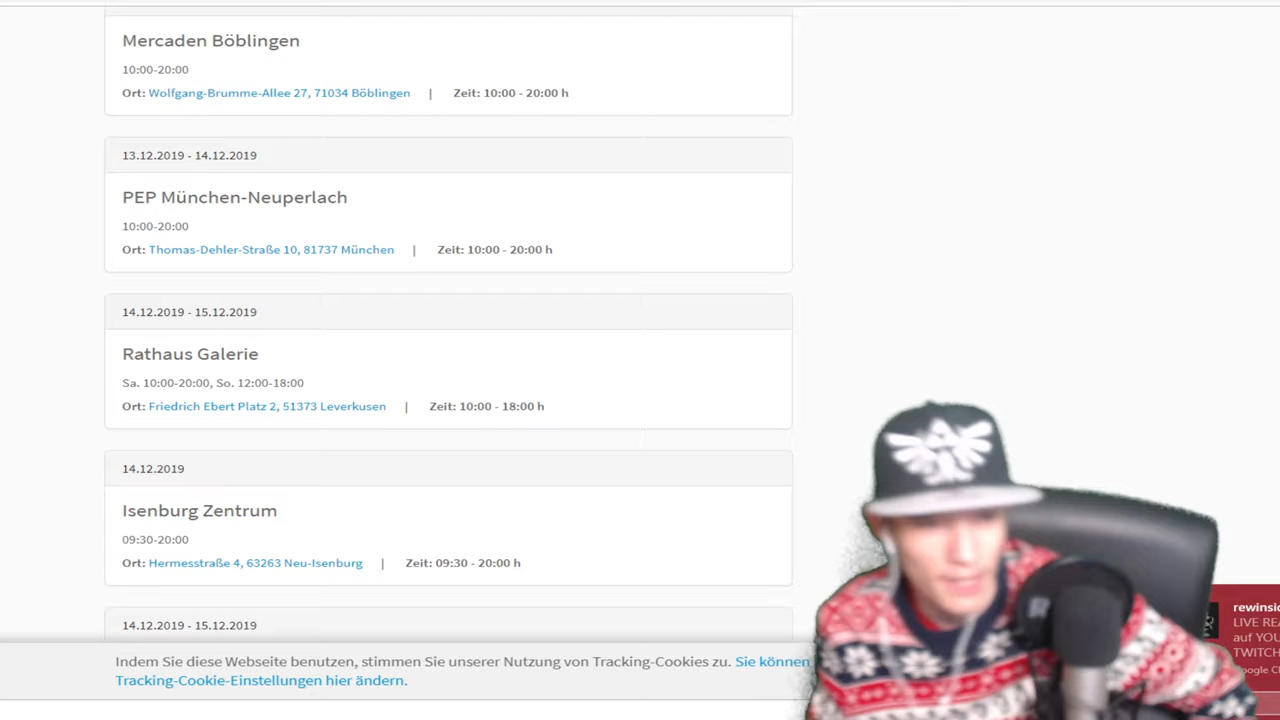 Mercaden Böblingen
10:00-20:00
Ort: Wolfgang-Brumme-Allee 27, 71034 Böblingen | Zeit: 10:00 - 20:00 h
13.12.2019 - 14.12.2019
PEP München-Neuperlach
10:00-20:00
Ort: Thomas-Dehler-Straße 10, 81737 München | Zeit: 10:00 - 20:00 h
14.12.2019 - 15.12.2019
Rathaus Galerie
Sa. 10:00-20:00, So. 12:00-18:00
Ort: Friedrich Ebert Platz 2, 51373 Leverkusen | Zeit: 10:00 - 18:00 h
14.12.2019
Isenburg Zentrum
09:30-20:00
Ort: Hermesstraße 4, 63263 Neu-Isenburg | Zeit: 09:30 - 20:00 h
14.12.2019 - 15.12.2019
Indem Sie diese Webseite benutzen, stimmen Sie unserer Nutzung von Tracking-Cookies zu. Sie können
Tracking-Cookie-Einstellungen hier ändern.
LIVE
auf YOU
TWITCH